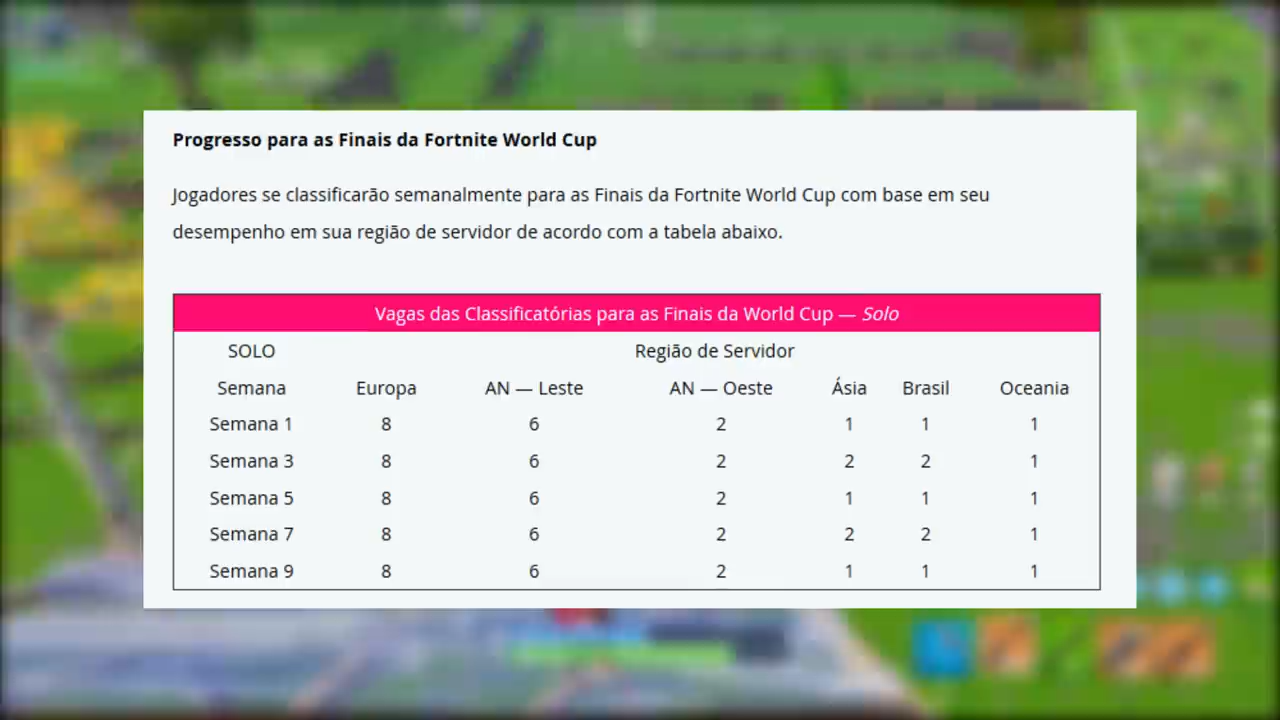 Progresso para as Finais da Fortnite World Cup
Jogadores se classificarão semanalmente para as Finais da Fortnite World Cup com base em seu
desempenho em sua região de servidor de acordo com a tabela abaixo.
Vagas das Classificatórias para as Finais da World Cup — Solo
SOLO Região de Servidor
Semana Europa AN — Leste AN — Oeste Ásia Brasil Oceania
Semana 1 8 6 2 1 1 1
Semana 3 8 6 2 2 2 1
Semana 5 8 6 2 1 1 1
Semana 7 8 6 2 2 2 1
Semana 9 8 6 2 1 1 1